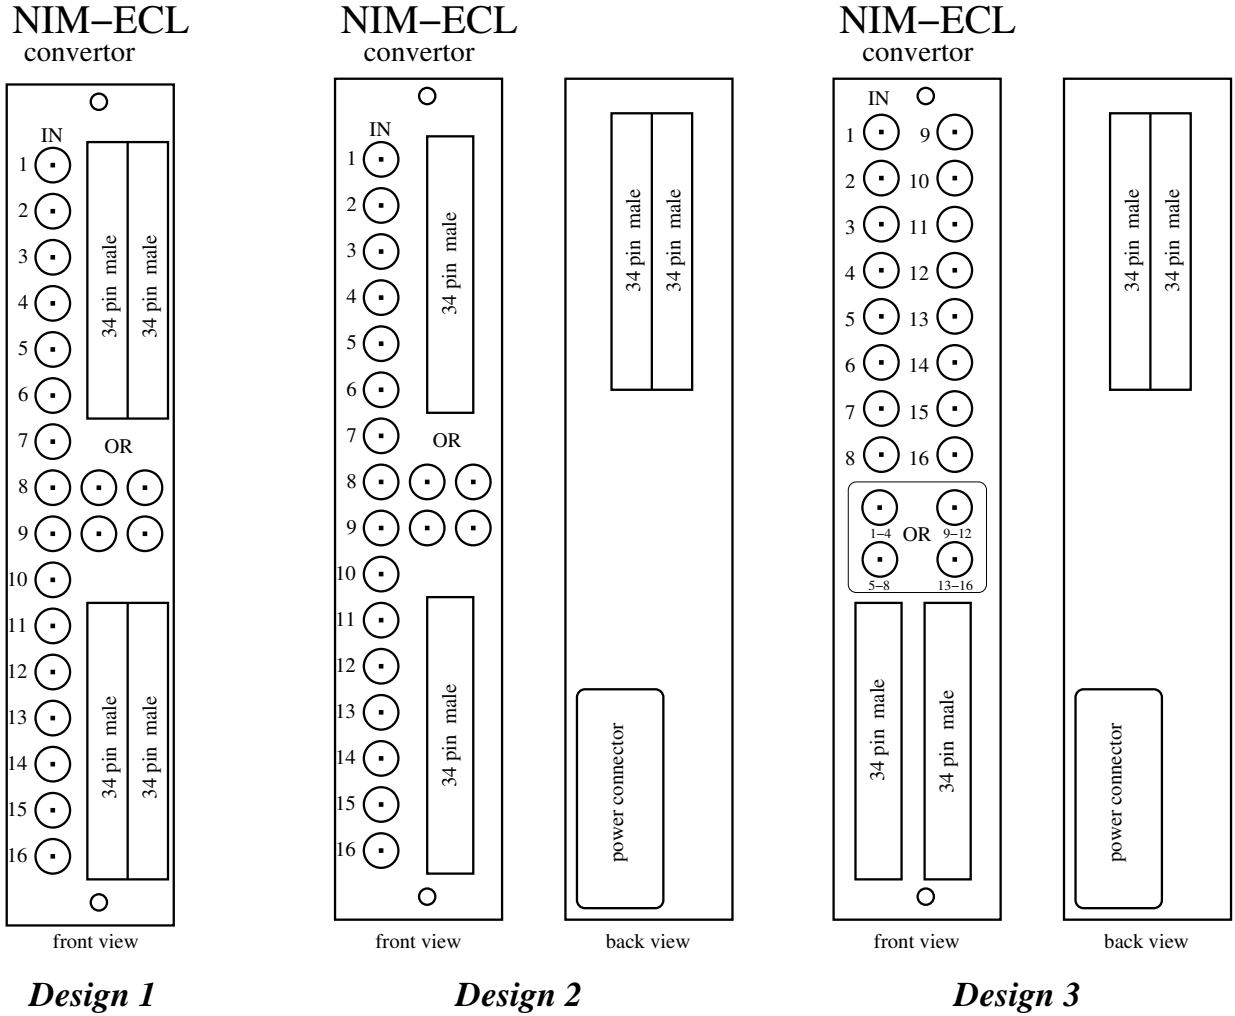 NIM−ECL
convertor
IN
1
2
3
4
5
6
7
8
9
10
11
12
13
14
15
16
34 pin male
34 pin male
OR
34 pin male
34 pin male
front view
Design 1
NIM−ECL
convertor
IN
1
2
3
4
5
6
7
8
9
10
11
12
13
14
15
16
34 pin male
OR
34 pin male
front view
34 pin male
34 pin male
power connector
back view
Design 2
NIM−ECL
convertor
IN
1 9
2 10
3 11
4 12
5 13
6 14
7 15
8 16
1−4 OR 9−12
5−8 13−16
34 pin male
34 pin male
front view
34 pin male
34 pin male
power connector
back view
Design 3